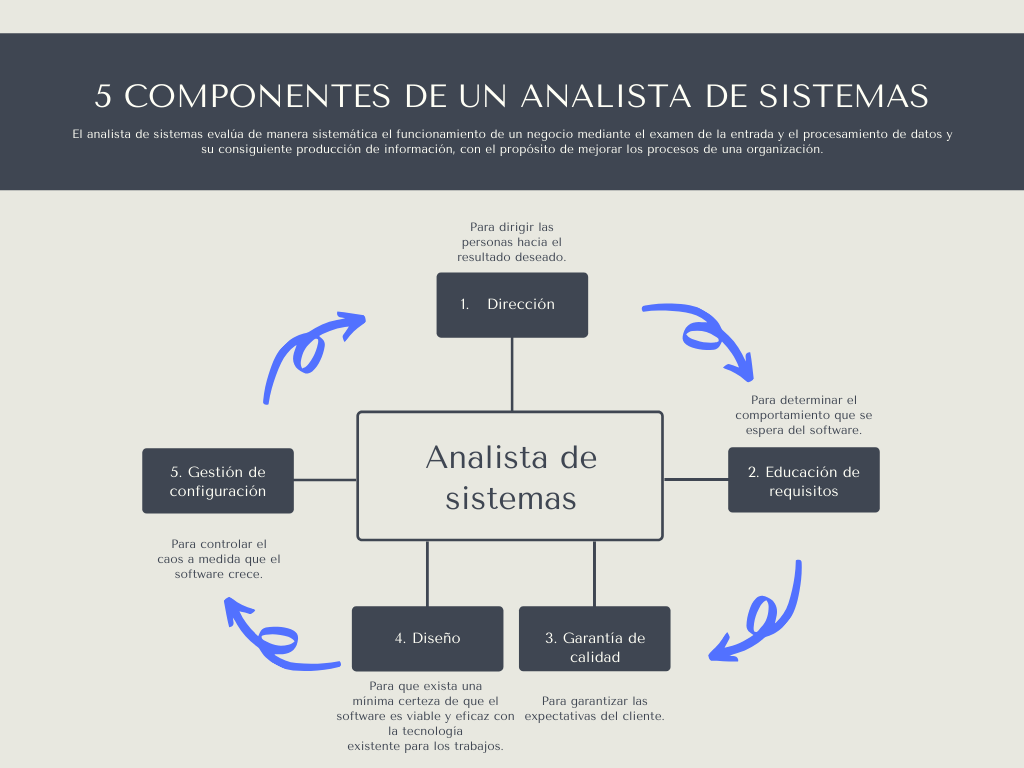 5 COMPONENTES DE UN ANALISTA DE SISTEMAS
El analista de sistemas evalúa de manera sistemática el funcionamiento de un negocio mediante el examen de la entrada y el procesamiento de datos y
su consiguiente producción de información, con el propósito de mejorar los procesos de una organización.
Para dirigir las
personas hacia el
resultado deseado.
1. Dirección
Para determinar el
comportamiento que se
espera del software.
2. Educación de
requisitos
Analista de
sistemas
5. Gestión de
configuración
Para controlar el
caos a medida que el
software crece.
4. Diseño
Para que exista una
mínima certeza de que el
software es viable y eficaz con
la tecnología
existente para los trabajos.
3. Garantía de
calidad
Para garantizar las
expectativas del cliente.